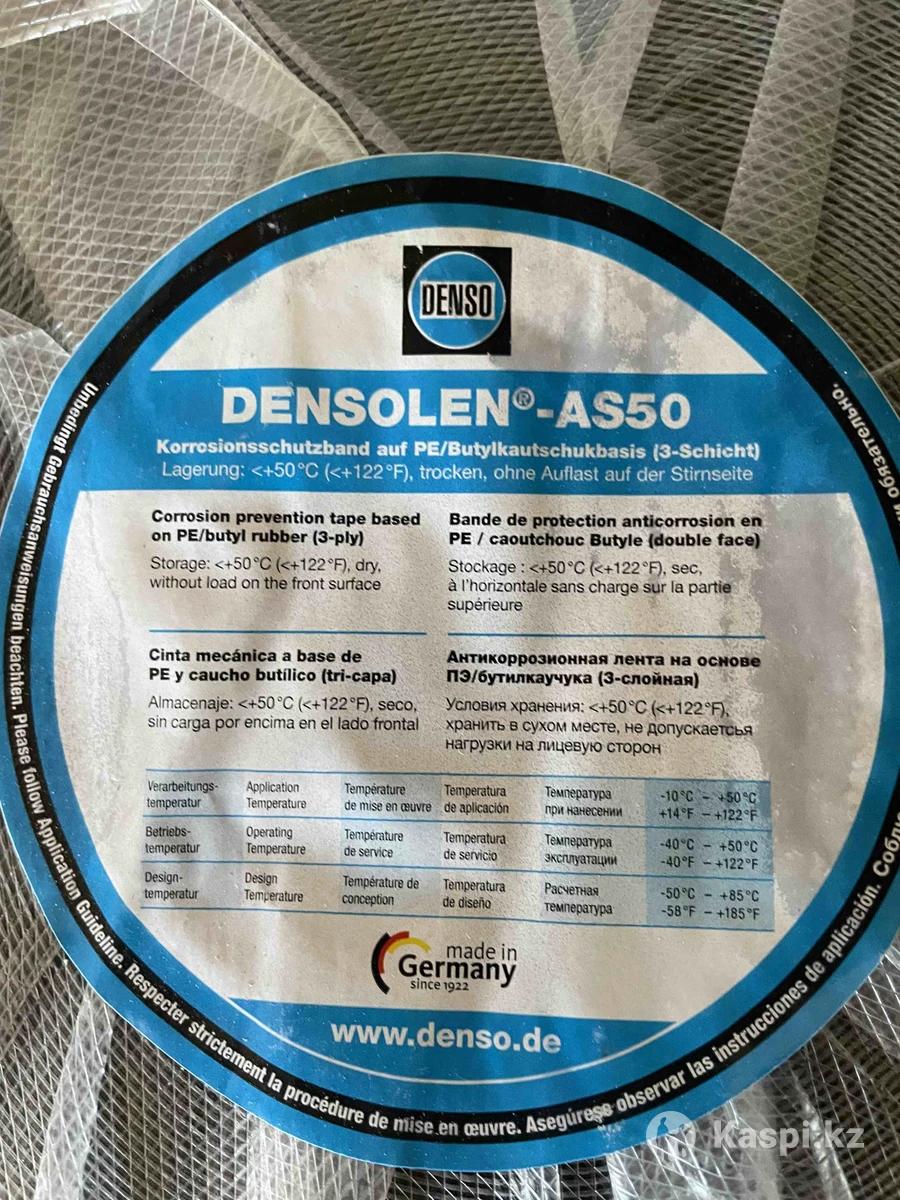 DENSO
DENSOLEN®-AS50
Korrosionsschutzband auf PE/Butylkautschukbasis (3-Schicht)
Lagerung: <+50°C (<+122°F), trocken, ohne Auflast auf der Stirnseite
Corrosion prevention tape based
on PE/butyl rubber (3-ply)
Storage: <+50°C (<+122°F), dry,
without load on the front surface
Bande de protection anticorrosion en
PE / caoutchouc Butyle (double face)
Stockage : <+50°C (<+122°F), sec,
à l'horizontale sans charge sur la partie
supérieure
Cinta mecánica a base de
PE y caucho butílico (tri-capa)
Almacenaje: <+50°C (<+122°F), seco,
sin carga por encima en el lado frontal
Антикоррозионная лента на основе
ПЭ/бутилкаучука (3-слойная)
Условия хранения: <+50°C (<+122°F),
хранить в сухом месте, не допускаеться
нагрузки на лицевую сторон
Verarbeitungs- Application Température Temperatura Температура -10°C – +50°C
temperatur Temperature de mise en œuvre de aplicación при нанесении +14°F – +122°F
Betriebs- Operating Température Temperatura Температура -40°C – +50°C
temperatur Temperature de service de servicio эксплуатации -40°F – +122°F
Design- Design Température de Temperatura Расчетная -50°C – +85°C
temperatur Temperature conception de diseño температура -58°F – +185°F
made in
Germany
since 1922
www.denso.de
Unbedingt Gebrauchsanweisungen beachten. Please follow Application Guideline. Respecter strictement la procédure de mise en œuvre. Asegúrese observar las instrucciones de aplicación. обязательно.
Kaspi.kz